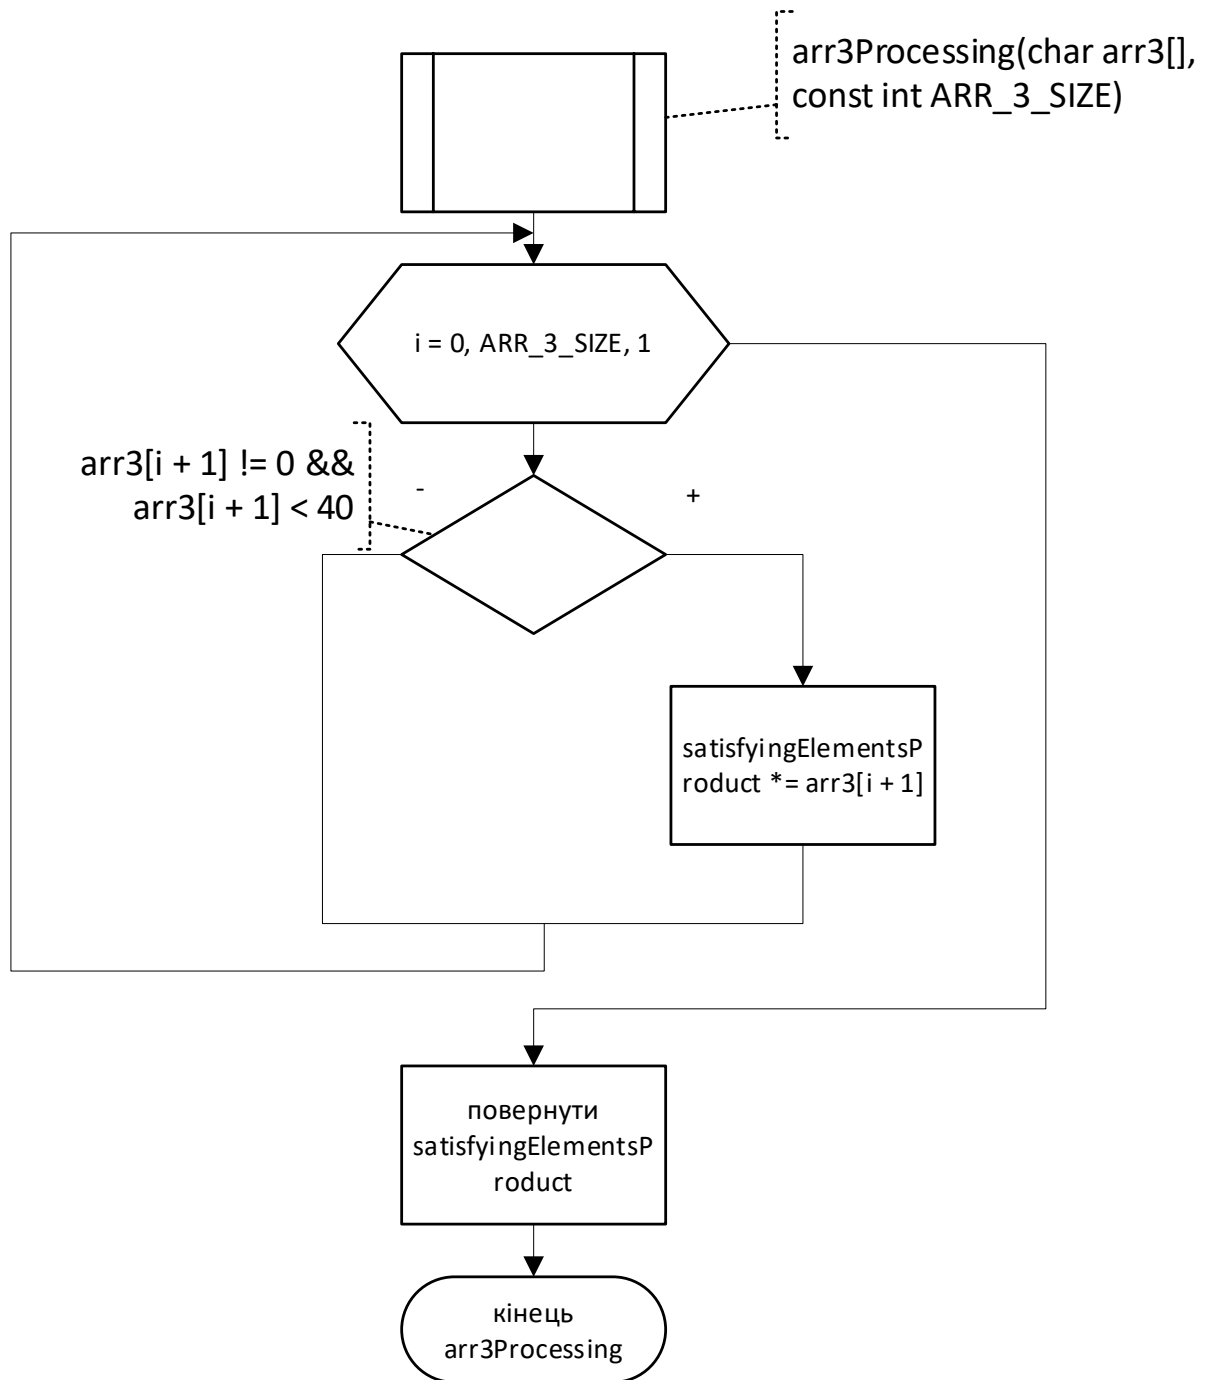 arr3Processing(char arr3[],
const int ARR_3_SIZE)
i = 0, ARR_3_SIZE, 1
arr3[i + 1] != 0 &&
arr3[i + 1] < 40
-
+
satisfyingElementsP
roduct *= arr3[i + 1]
повернути
satisfyingElementsP
roduct
кінець
arr3Processing